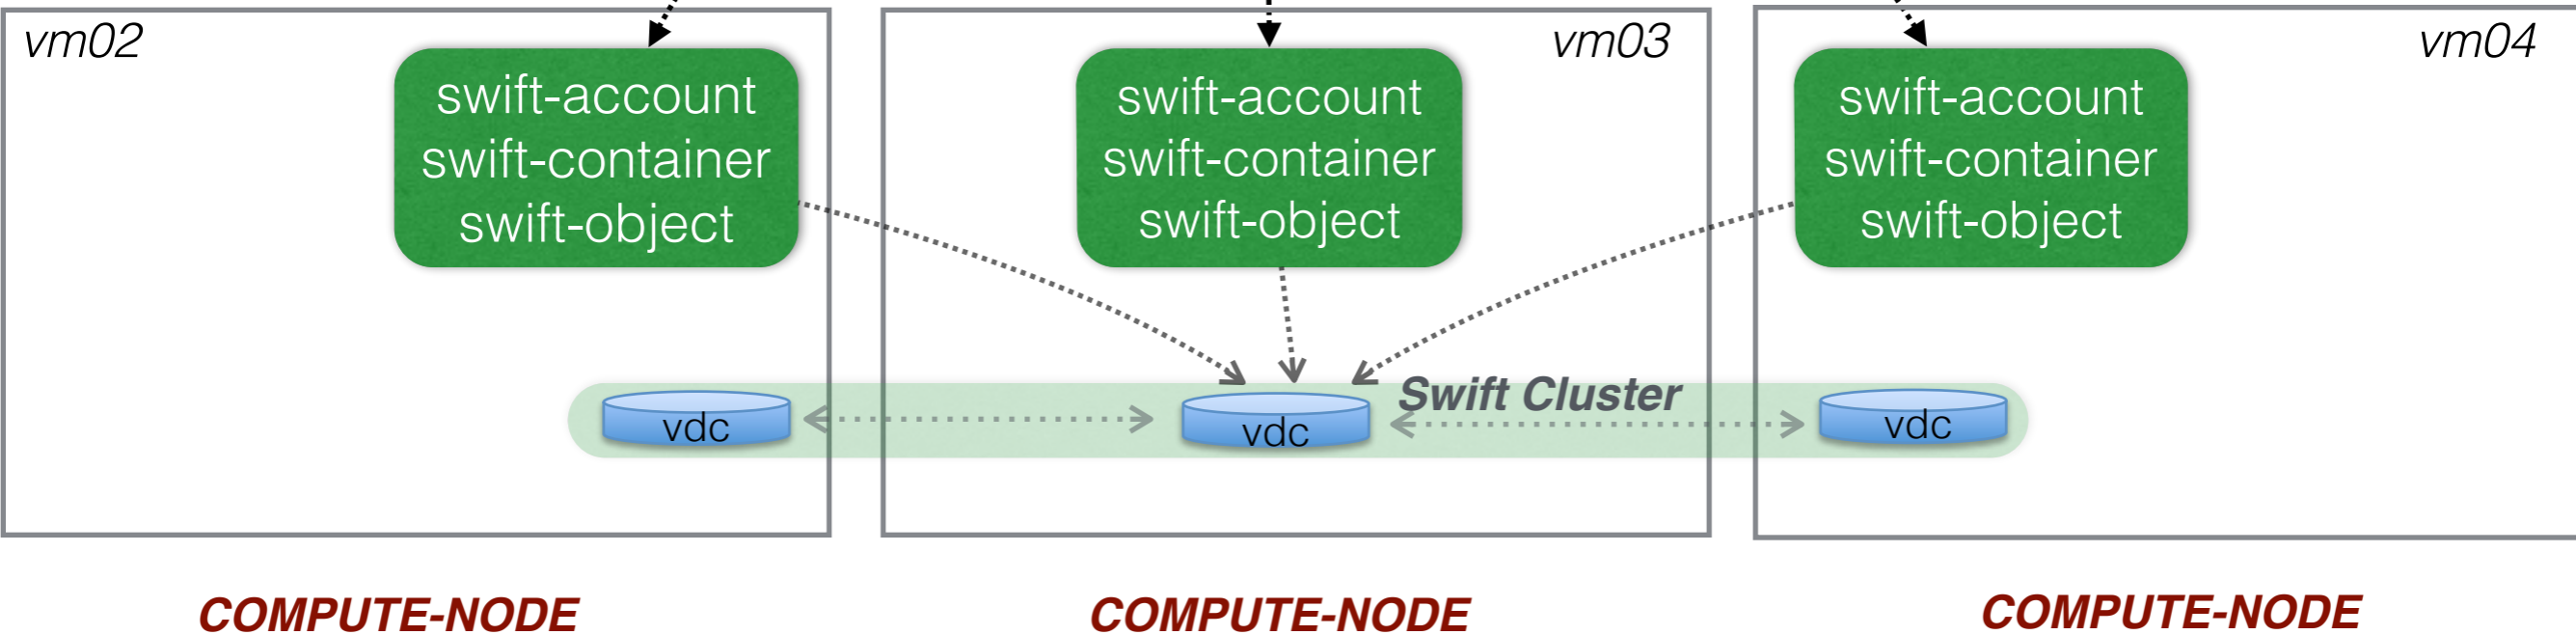 vm02
swift-account
swift-container
swift-object
vdc
COMPUTE-NODE
vm03
swift-account
swift-container
swift-object
Swift Cluster
vdc
COMPUTE-NODE
vm04
swift-account
swift-container
swift-object
vdc
COMPUTE-NODE